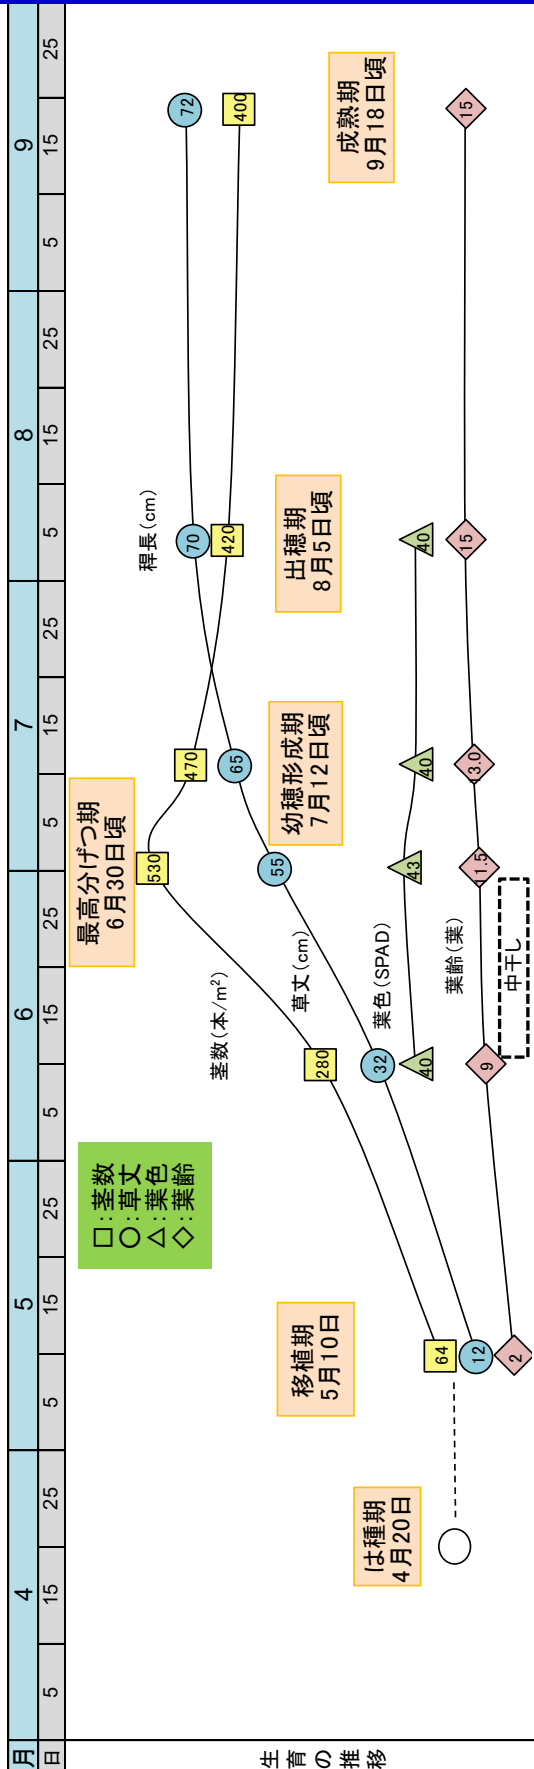 月 4 5 6 7 8 9
日 5 15 25 5 15 25 5 15 25 5 15 25 5 15 25 5 15 25
生育の推移
最高分げつ期
6月30日頃
□:茎数
○:草丈
△:葉色
◇:葉齢
は種期
4月20日
移植期
5月10日
幼穂形成期
7月12日頃
出穂期
8月5日頃
成熟期
9月18日頃
茎数(本/m²)
64 280 530 470 420 400
草丈(cm)
稈長(cm)
12 32 55 65 70 72
葉色(SPAD)
40 43 40 40
葉齢(葉)
2 9 11.5 13.0 15 15
中干し